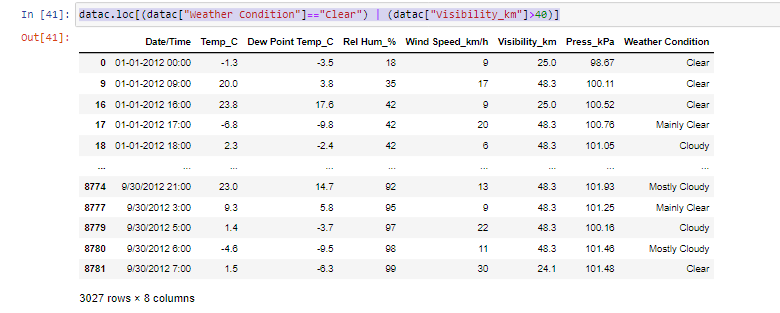 In [41]: datac.loc[(datac["Weather Condition"]=="Clear") | (datac["Visibility_km"]>40)]
Out[41]:
Date/Time Temp_C Dew Point Temp_C Rel Hum_% Wind Speed_km/h Visibility_km Press_kPa Weather Condition
0 01-01-2012 00:00 -1.3 -3.5 18 9 25.0 98.67 Clear
9 01-01-2012 09:00 20.0 3.8 35 17 48.3 100.11 Clear
16 01-01-2012 16:00 23.8 17.6 42 9 25.0 100.52 Clear
17 01-01-2012 17:00 -6.8 -9.8 42 20 48.3 100.76 Mainly Clear
18 01-01-2012 18:00 2.3 -2.4 42 6 48.3 101.05 Cloudy
... ... ... ... ... ... ... ... ...
8774 9/30/2012 21:00 23.0 14.7 92 13 48.3 101.93 Mostly Cloudy
8777 9/30/2012 3:00 9.3 5.8 95 9 48.3 101.25 Mainly Clear
8779 9/30/2012 5:00 1.4 -3.7 97 22 48.3 100.16 Cloudy
8780 9/30/2012 6:00 -4.6 -9.5 98 11 48.3 101.46 Mostly Cloudy
8781 9/30/2012 7:00 1.5 -6.3 99 30 24.1 101.48 Clear
3027 rows × 8 columns